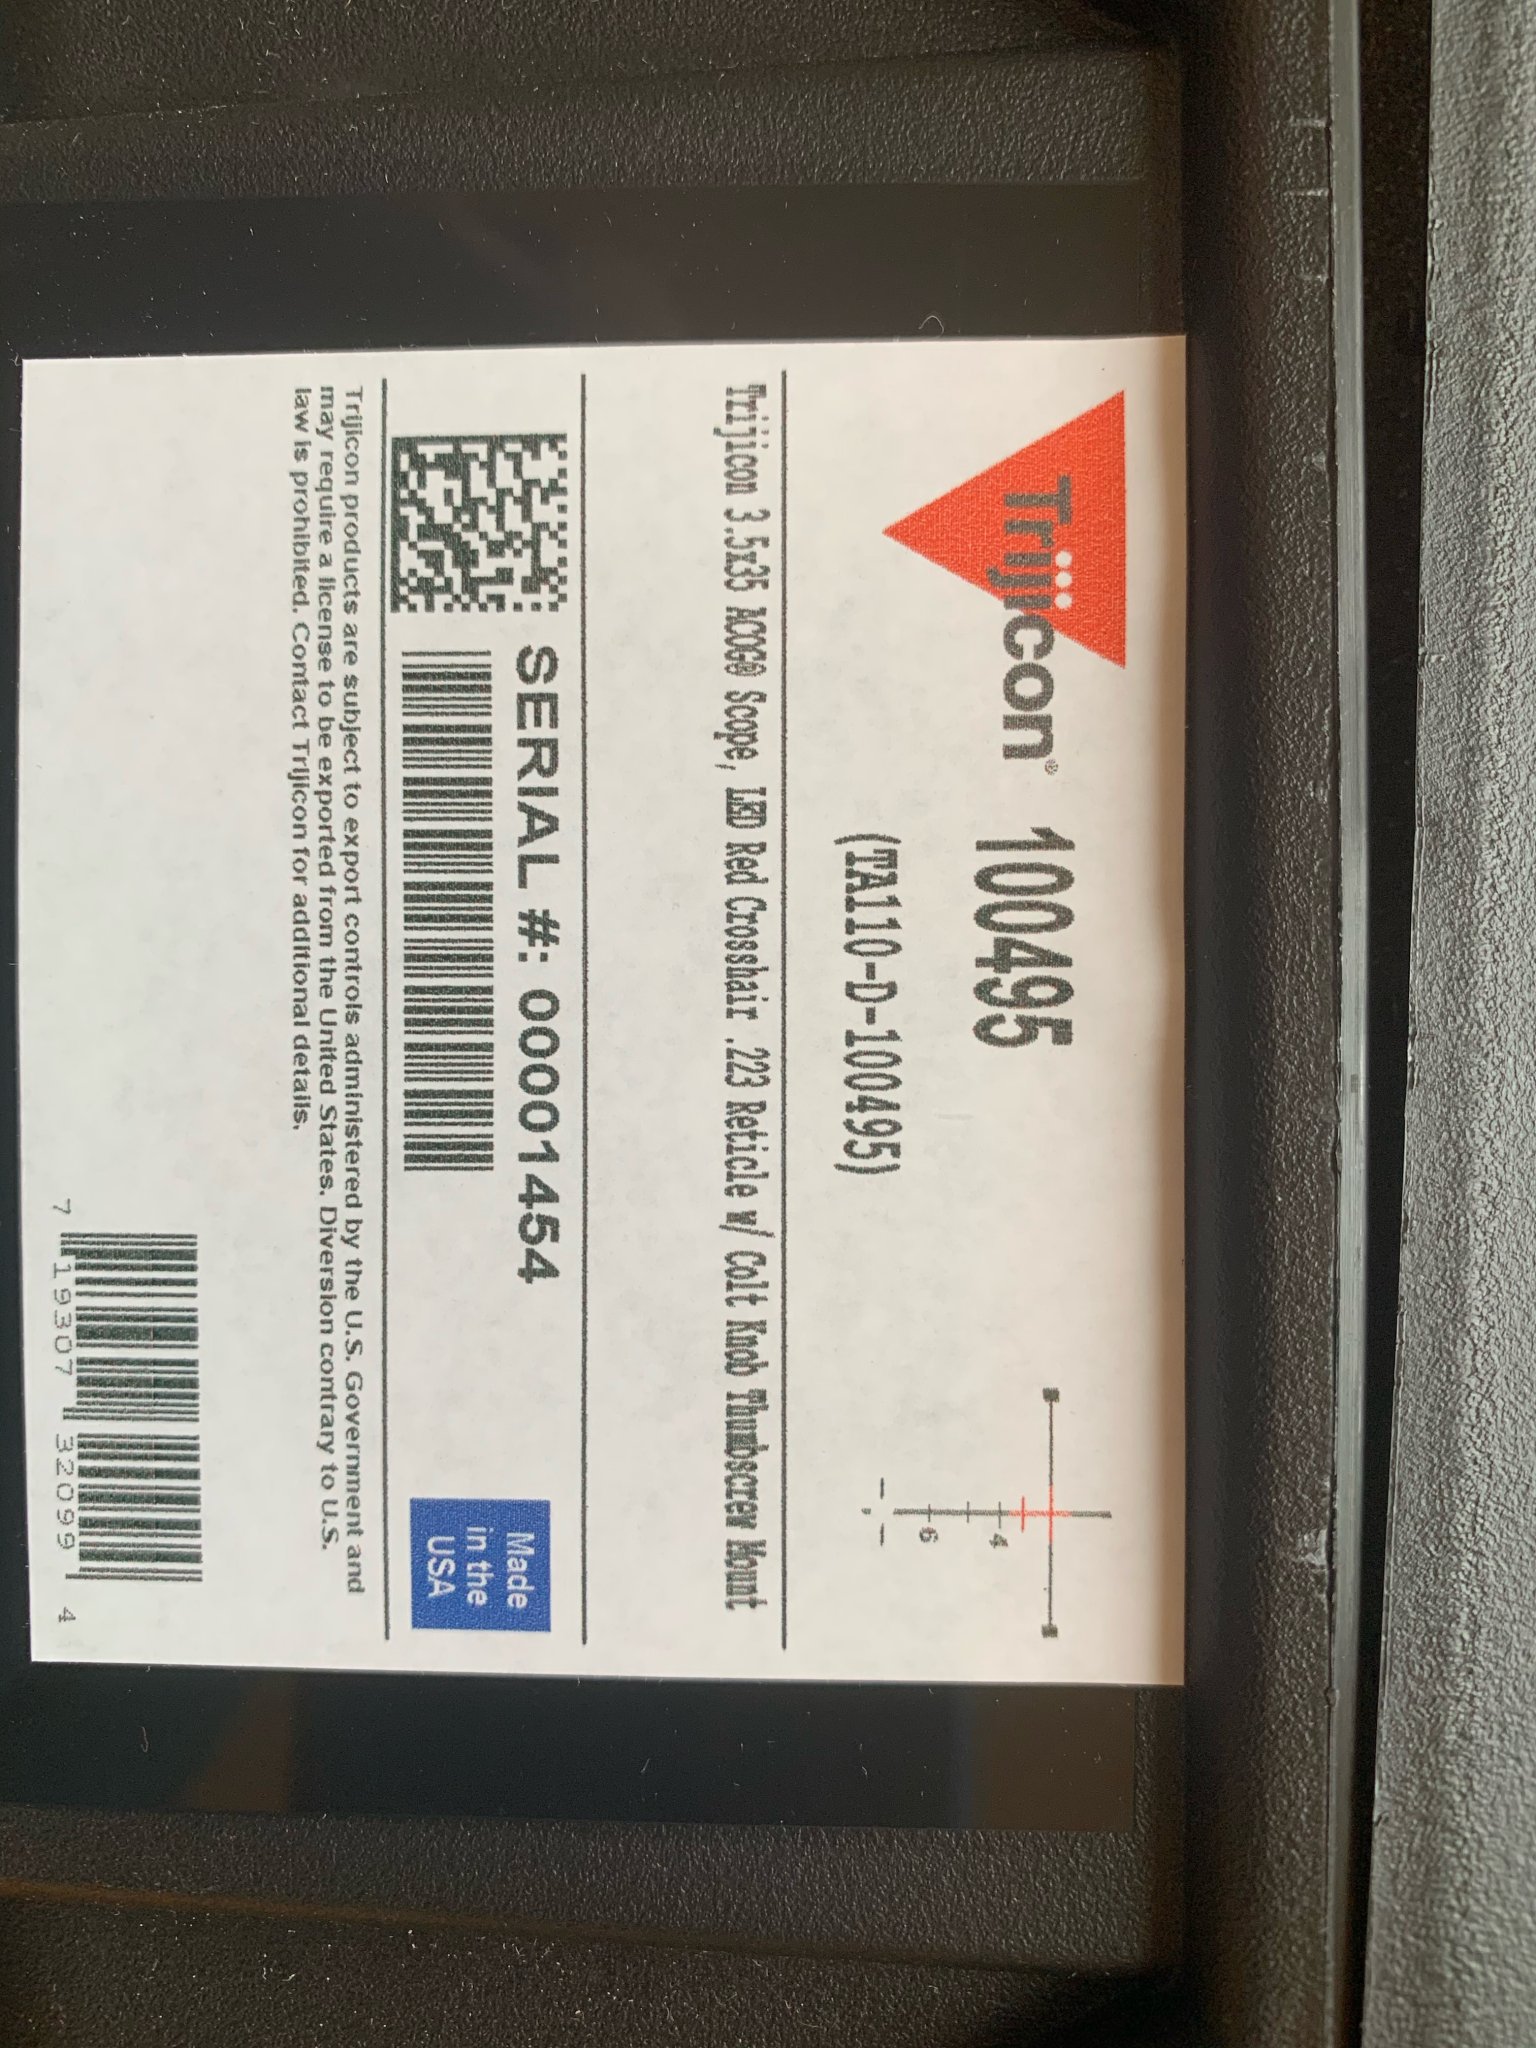 Trijicon® 100495
(TA110-D-100495)
4
6
Trijicon 3.5x35 ACOG® Scope, LED Red Crosshair .223 Reticle w/ Colt Knob Thumbscrew Mount
SERIAL #: 00001454
Made
in the
USA
Trijicon products are subject to export controls administered by the U.S. Government and
may require a license to be exported from the United States. Diversion contrary to U.S.
law is prohibited. Contact Trijicon for additional details.
7 19307 32099 4